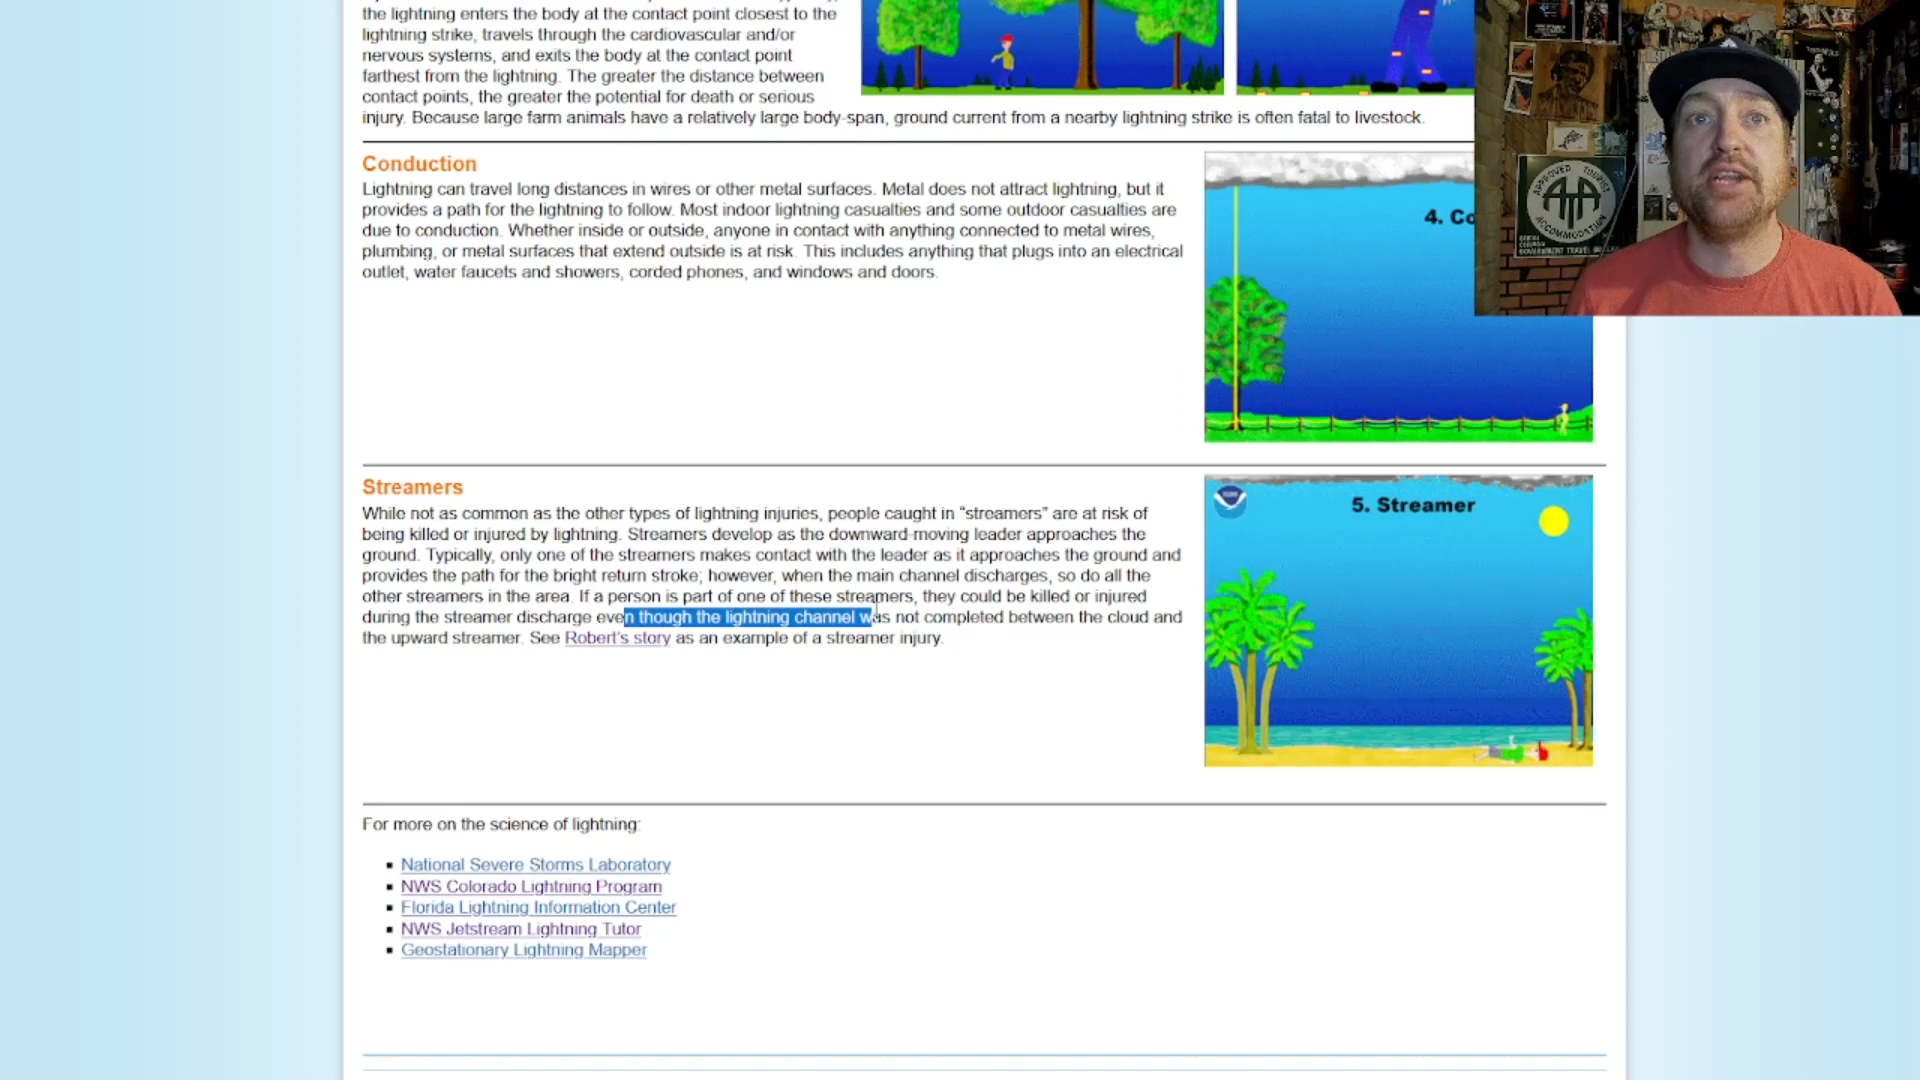 the lightning enters the body at the contact point closest to the
lightning strike, travels through the cardiovascular and/or
nervous systems, and exits the body at the contact point
farthest from the lightning. The greater the distance between
contact points, the greater the potential for death or serious
injury. Because large farm animals have a relatively large body-span, ground current from a nearby lightning strike is often fatal to livestock.
Conduction
Lightning can travel long distances in wires or other metal surfaces. Metal does not attract lightning, but it
provides a path for the lightning to follow. Most indoor lightning casualties and some outdoor casualties are
due to conduction. Whether inside or outside, anyone in contact with anything connected to metal wires,
plumbing, or metal surfaces that extend outside is at risk. This includes anything that plugs into an electrical
outlet, water faucets and showers, corded phones, and windows and doors.
4. Co
APPROVED TOURIST
ACCOMMODATION
Streamers
While not as common as the other types of lightning injuries, people caught in “streamers” are at risk of
being killed or injured by lightning. Streamers develop as the downward-moving leader approaches the
ground. Typically, only one of the streamers makes contact with the leader as it approaches the ground and
provides the path for the bright return stroke; however, when the main channel discharges, so do all the
other streamers in the area. If a person is part of one of these streamers, they could be killed or injured
during the streamer discharge even though the lightning channel was not completed between the cloud and
the upward streamer. See Robert's story as an example of a streamer injury.
5. Streamer
For more on the science of lightning:
National Severe Storms Laboratory
NWS Colorado Lightning Program
Florida Lightning Information Center
NWS Jetstream Lightning Tutor
Geostationary Lightning Mapper